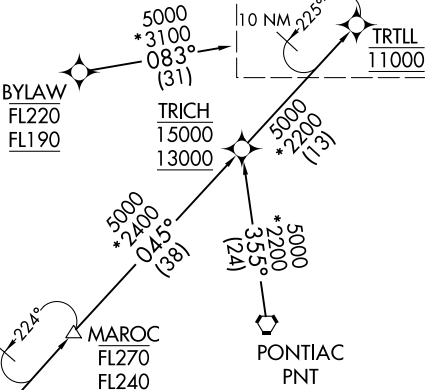 5000
*3100
083°
(31)
10 NM
225°
TRTLL
11000
BYLAW
FL220
FL190
TRICH
15000
13000
5000
*2200
(13)
5000
*2400
045°
(38)
5000
*2200
355°
(24)
224°
MAROC
FL270
FL240
PONTIAC
PNT